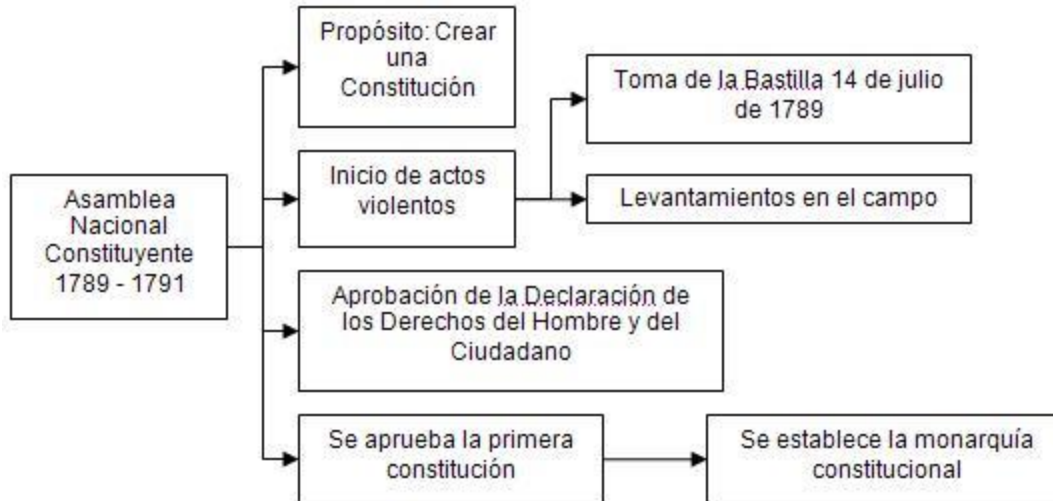 Asamblea
Nacional
Constituyente
1789 - 1791
Propósito: Crear
una
Constitución
Inicio de actos
violentos
Toma de la Bastilla 14 de julio
de 1789
Levantamientos en el campo
Aprobación de la Declaración de
los Derechos del Hombre y del
Ciudadano
Se aprueba la primera
constitución
Se establece la monarquía
constitucional